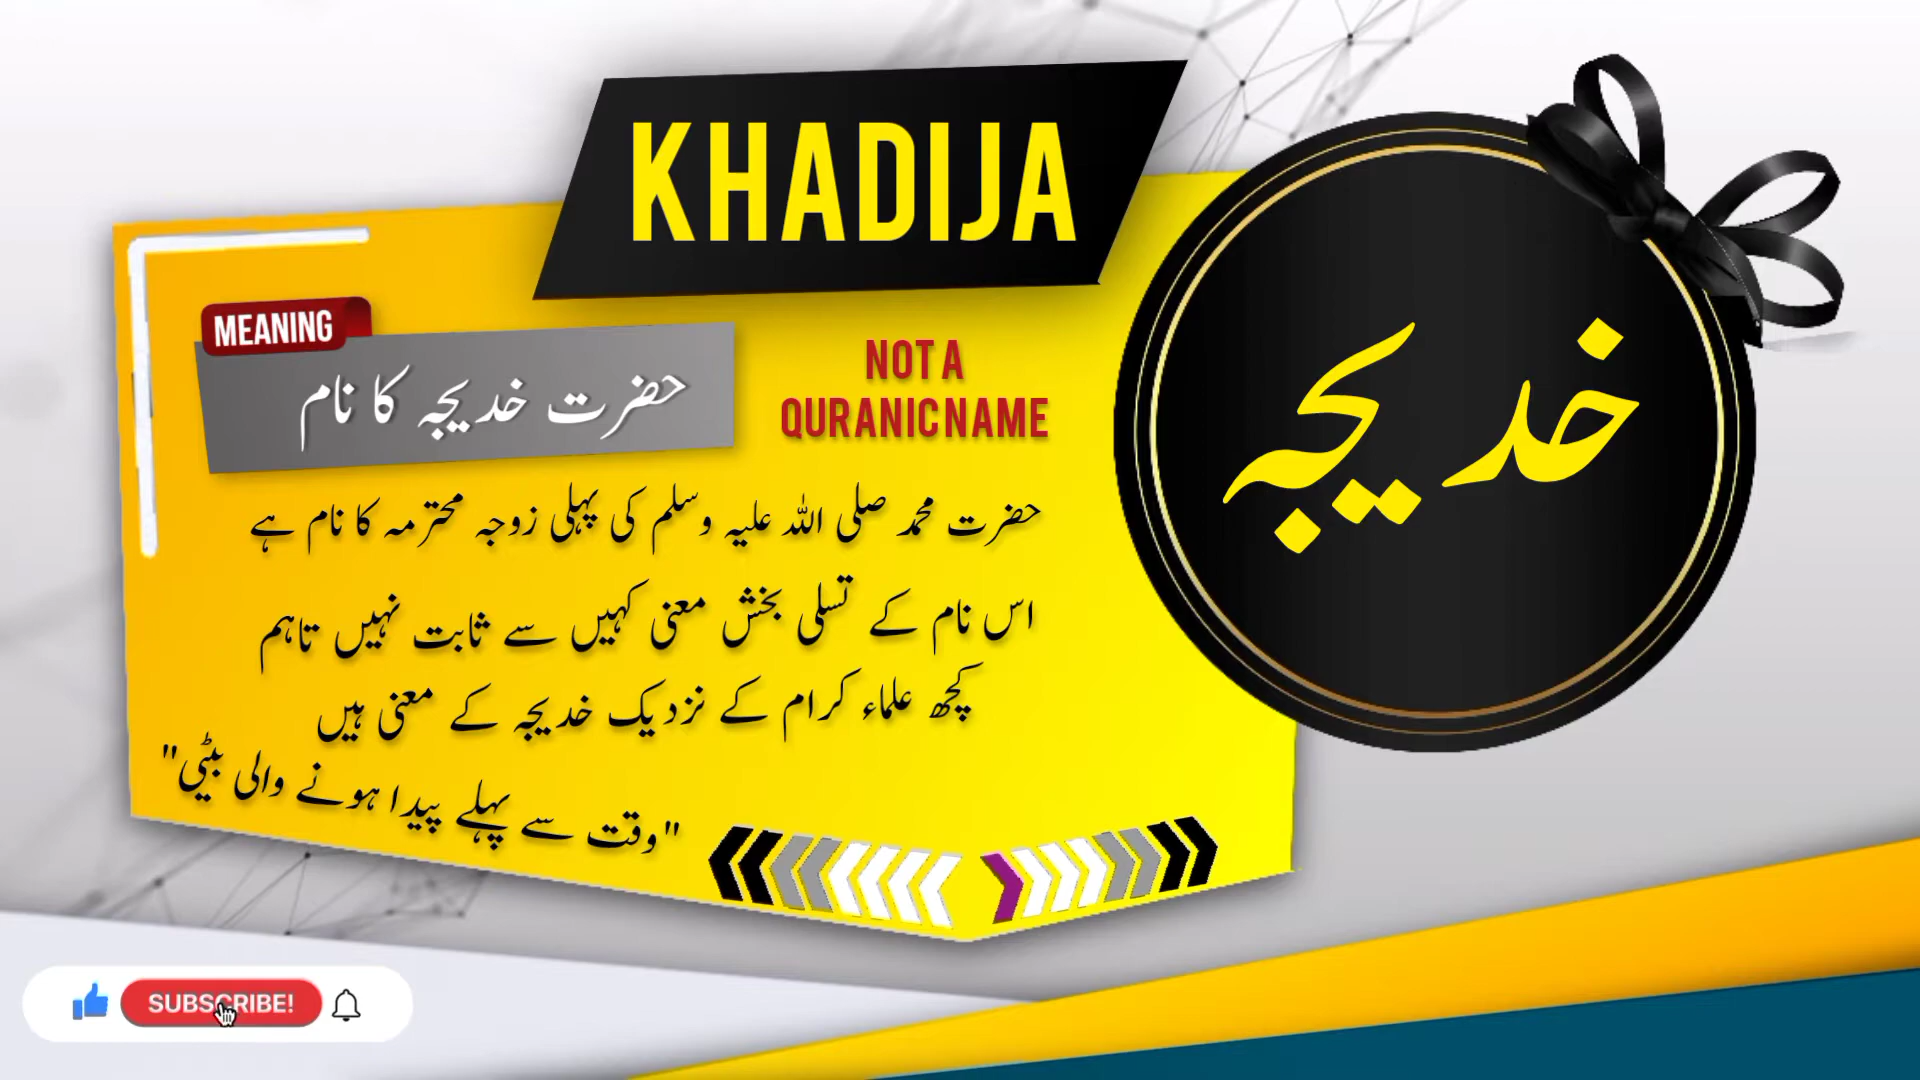 KHADIJA
خدیجہ
MEANING
حضرت خدیجہ کا نام
NOT A
QURANIC NAME
حضرت محمد صلی اللہ علیہ وسلم کی پہلی زوجہ محترمہ کا نام ہے
اس نام کے تسلی بخش معنی کہیں سے ثابت نہیں تاہم
کچھ علماء کرام کے نزدیک خدیجہ کے معنی ہیں
"وقت سے پہلے پیدا ہونے والی بیٹی"
SUBSCRIBE!